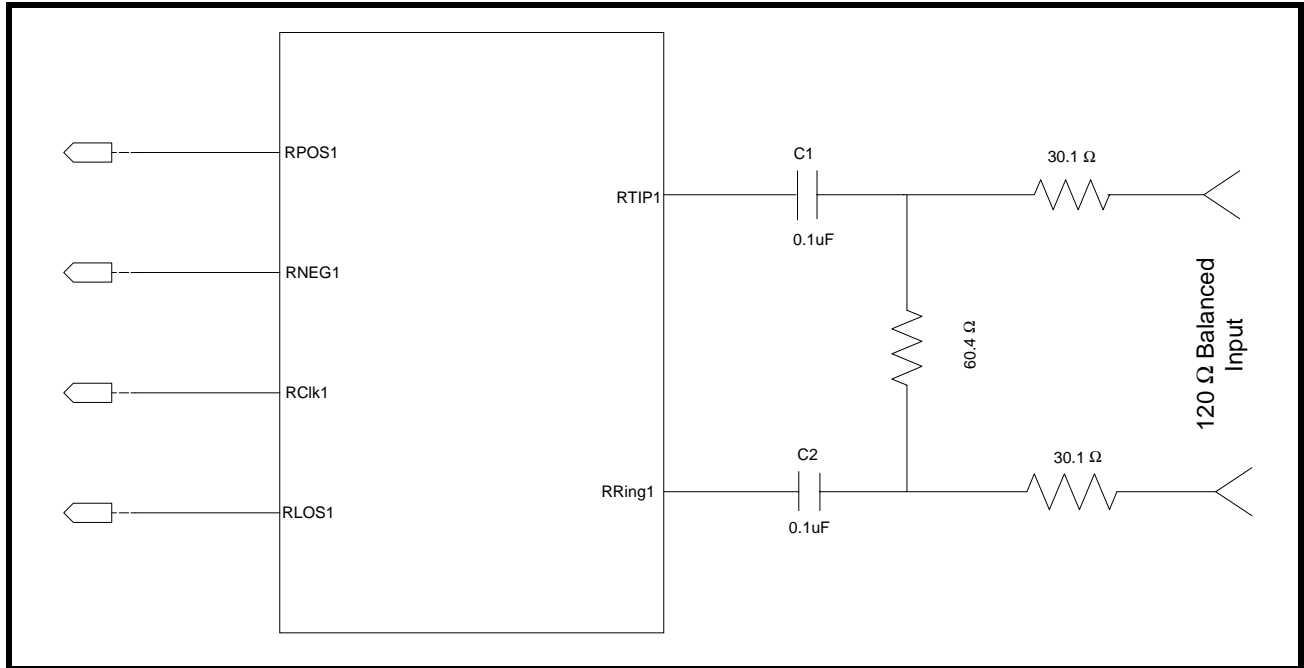 RPOS1
RNEG1
RClk1
RLOS1
RTIP1
RRing1
C1
0.1uF
30.1 Ω
60.4 Ω
C2
0.1uF
30.1 Ω
120 Ω Balanced
Input